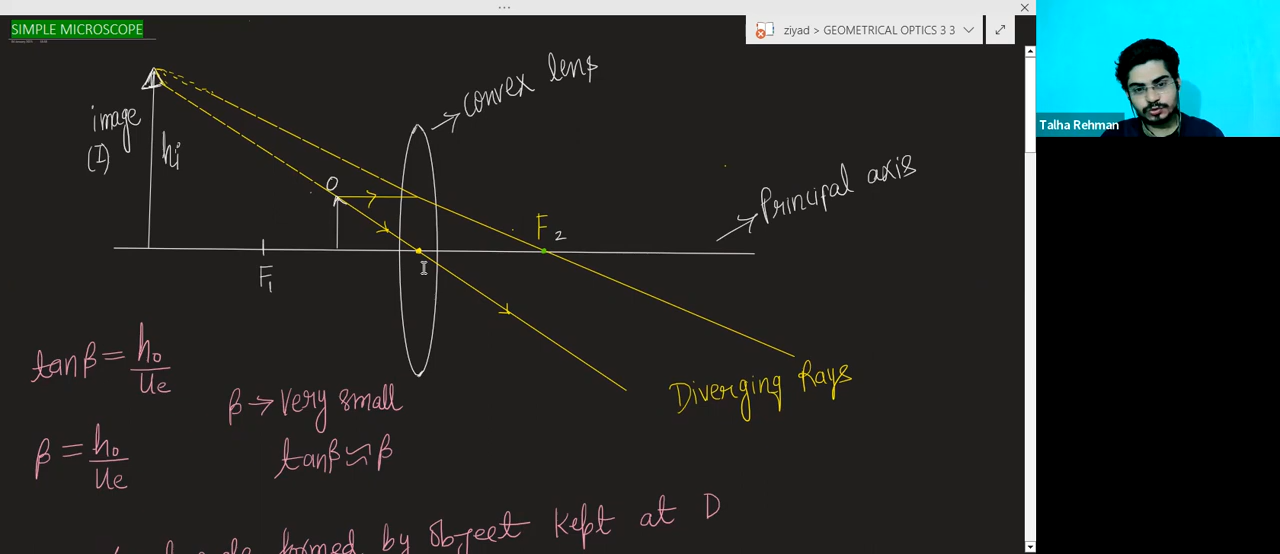 SIMPLE MICROSCOPE
ziyad > GEOMETRICAL OPTICS 3 3
Talha Rehman
convex lens
image
(I)
hi
O
Principal axis
F₂
F₁
Diverging Rays
tanβ = ho/ue
β → very small
β = ho/ue
tanβ ≃ β
formed by object kept at D